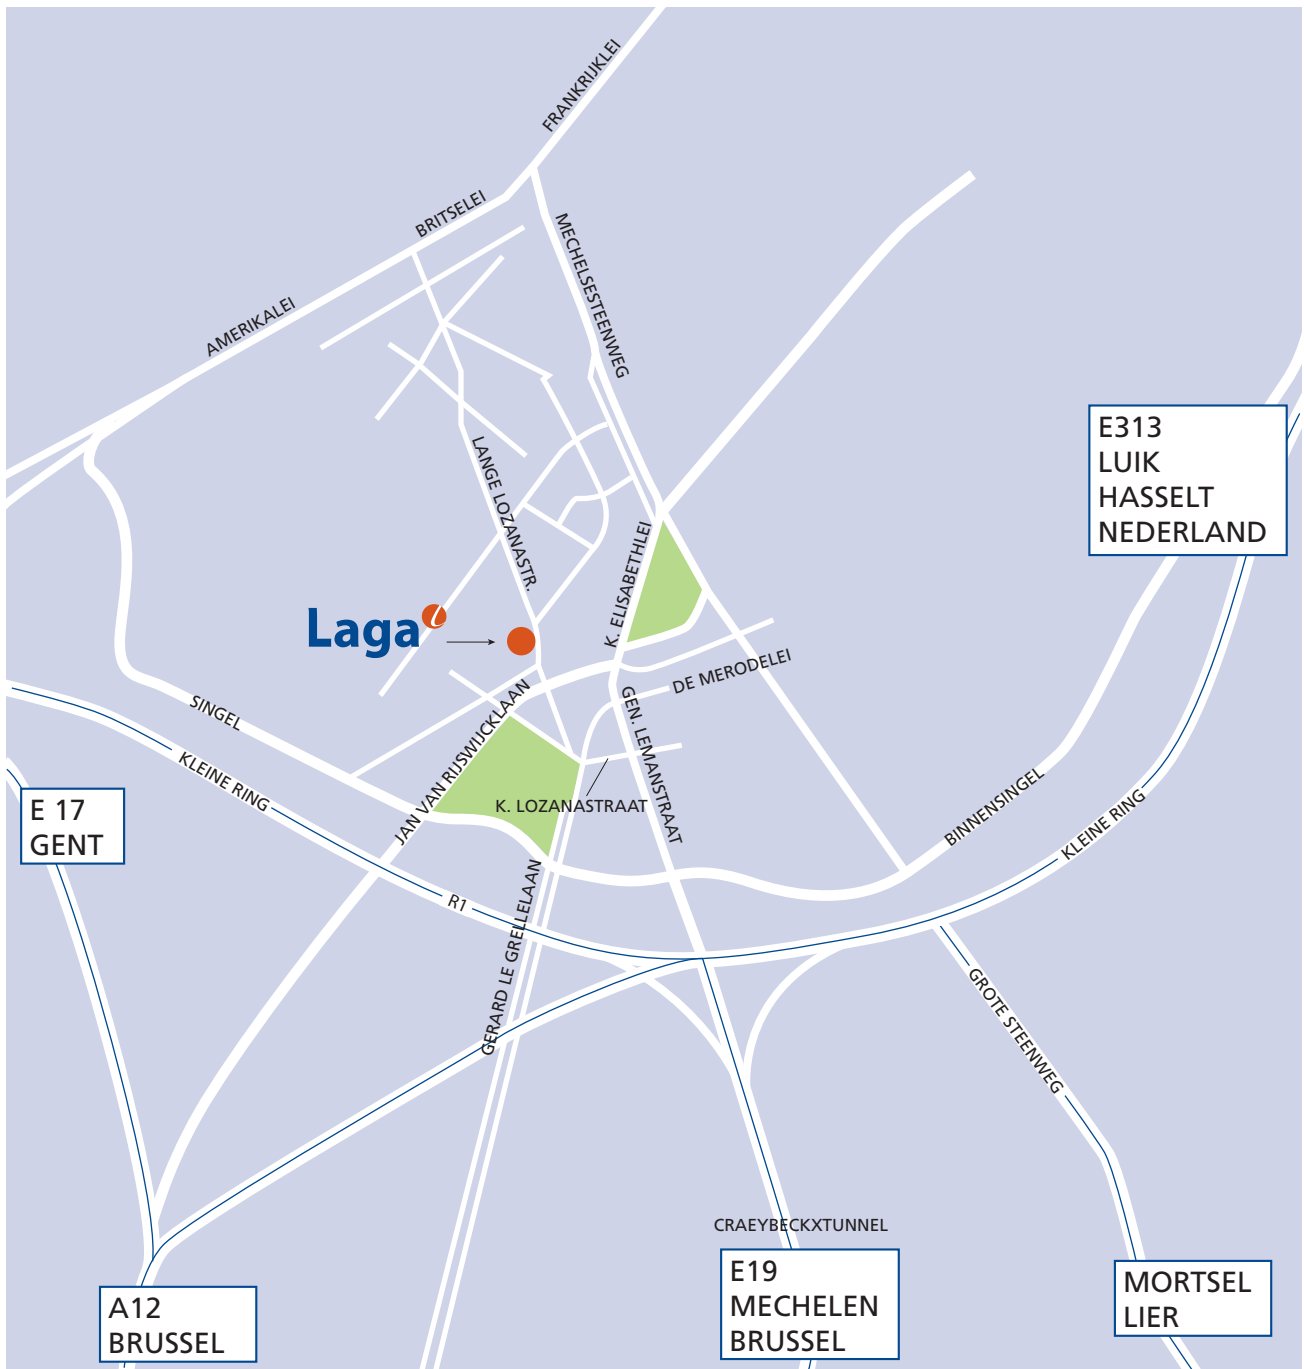 FRANKRIJKLEI
BRITSELEI
MECHELSESTEENWEG
AMERIKALEI
E313
LUIK
HASSELT
NEDERLAND
LANGE LOZANASTR.
K. ELISABETHLEI
Laga
i
DE MERODELEI
SINGEL
JAN VAN RIJSWIJCKLAAN
GEN. LEMANSTRAAT
KLEINE RING
E 17
GENT
K. LOZANASTRAAT
BINNENSINGEL
KLEINE RING
R1
GERARD LE GRELLELAAN
GROTE STEENWEG
CRAEYBECKXTUNNEL
E19
MECHELEN
BRUSSEL
MORTSEL
LIER
A12
BRUSSEL